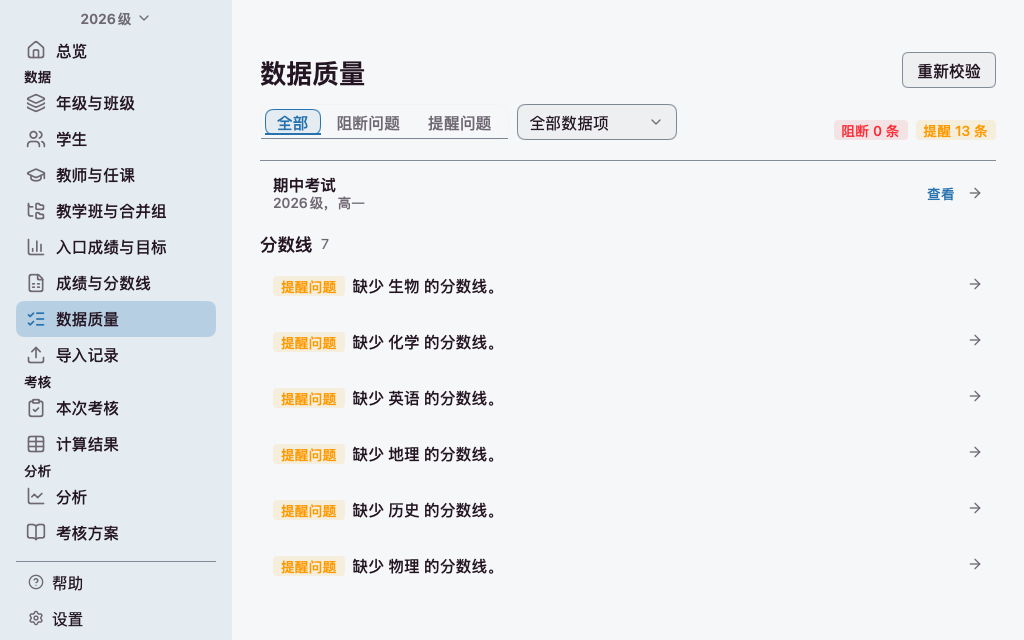 2026级
总览
数据
年级与班级
学生
教师与任课
教学班与合并组
入口成绩与目标
成绩与分数线
数据质量
导入记录
考核
本次考核
计算结果
分析
分析
考核方案
帮助
设置
数据质量
重新校验
全部
阻断问题
提醒问题
全部数据项
阻断 0 条
提醒 13 条
期中考试
2026级，高一
查看
分数线 7
提醒问题 缺少 生物 的分数线。
提醒问题 缺少 化学 的分数线。
提醒问题 缺少 英语 的分数线。
提醒问题 缺少 地理 的分数线。
提醒问题 缺少 历史 的分数线。
提醒问题 缺少 物理 的分数线。